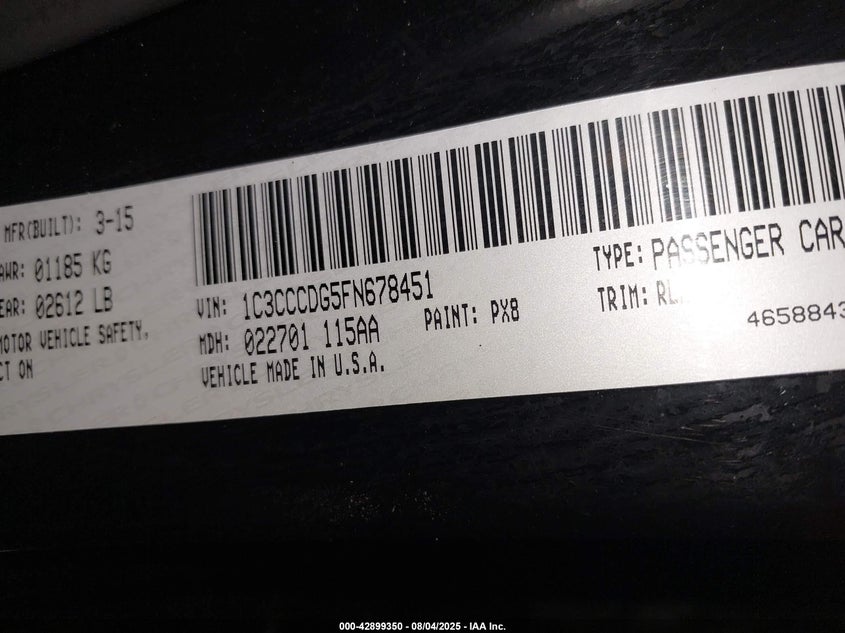 MFR(BUILT): 3-15
AWR: 01185 KG
EAR: 02612 LB
MOTOR VEHICLE SAFETY,
CT ON
VIN: 1C3CCCDG5FN678451
MDH: 022701 115AA
PAINT: PX8
VEHICLE MADE IN U.S.A.
TYPE: PASSENGER CAR
TRIM: RL
4658843
000-42899350 - 08/04/2025 - IAA Inc.